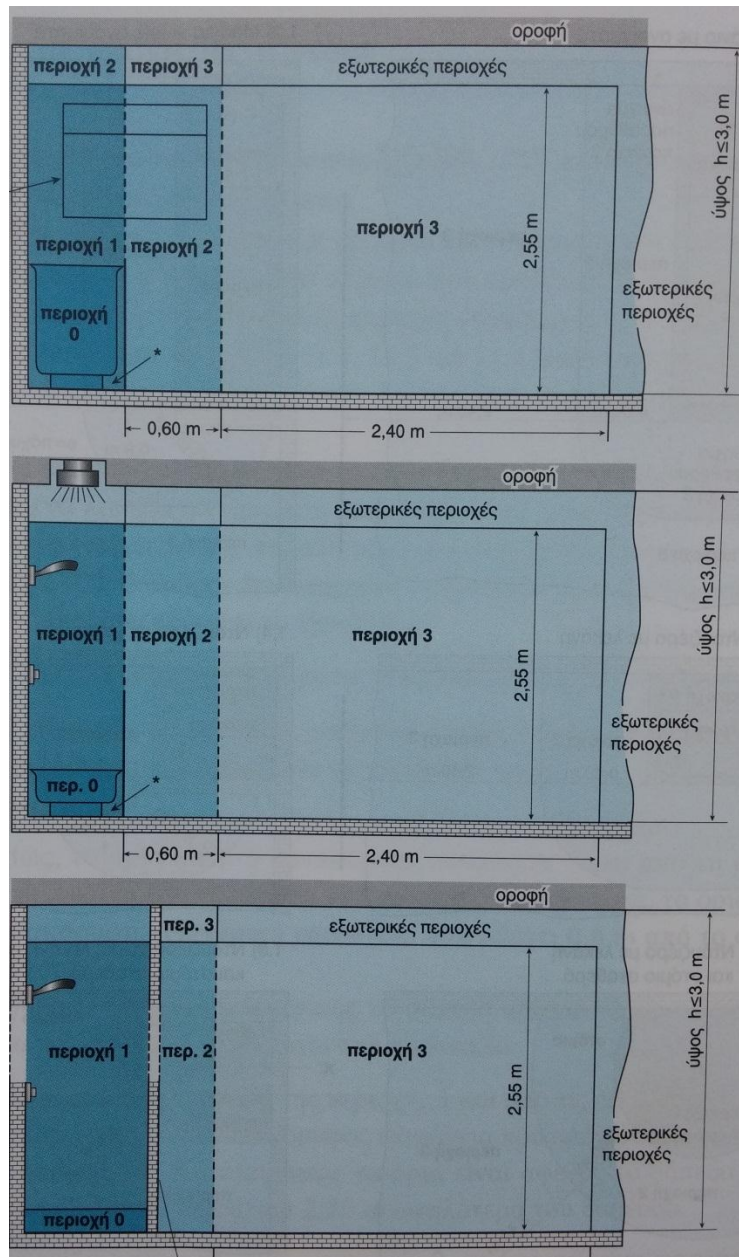 οροφή
περιοχή 2 περιοχή 3 εξωτερικές περιοχές
ύψος h≤3,0 m
2,55 m
περιοχή 3
περιοχή 1 περιοχή 2
εξωτερικές
περιοχές
περιοχή
0
*
0,60 m 2,40 m
οροφή
εξωτερικές περιοχές
ύψος h≤3,0 m
περιοχή 1 περιοχή 2 περιοχή 3
2,55 m
εξωτερικές
περιοχές
περ. 0
*
0,60 m 2,40 m
οροφή
περ. 3 εξωτερικές περιοχές
ύψος h≤3,0 m
περιοχή 1 περ. 2 περιοχή 3
2,55 m
εξωτερικές
περιοχές
περιοχή 0